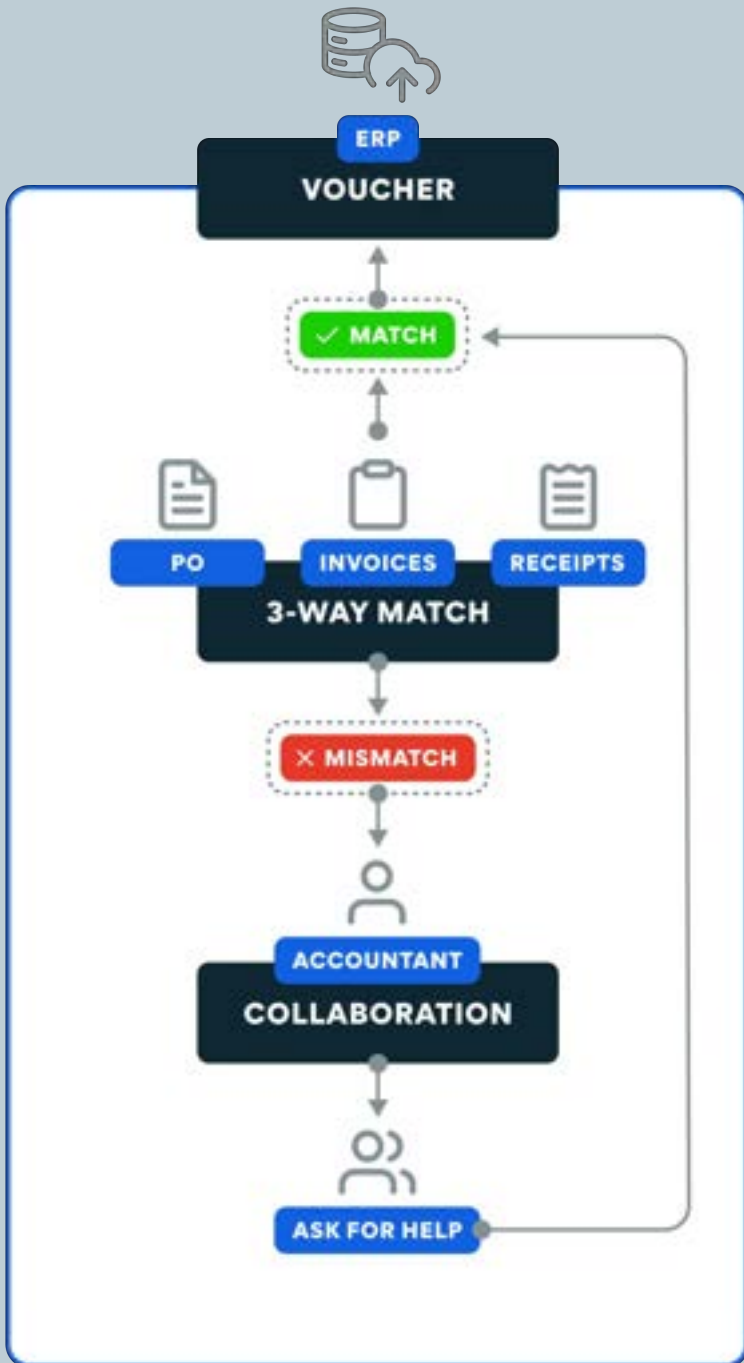 ERP
VOUCHER
MATCH
PO
INVOICES
RECEIPTS
3-WAY MATCH
MISMATCH
ACCOUNTANT
COLLABORATION
ASK FOR HELP